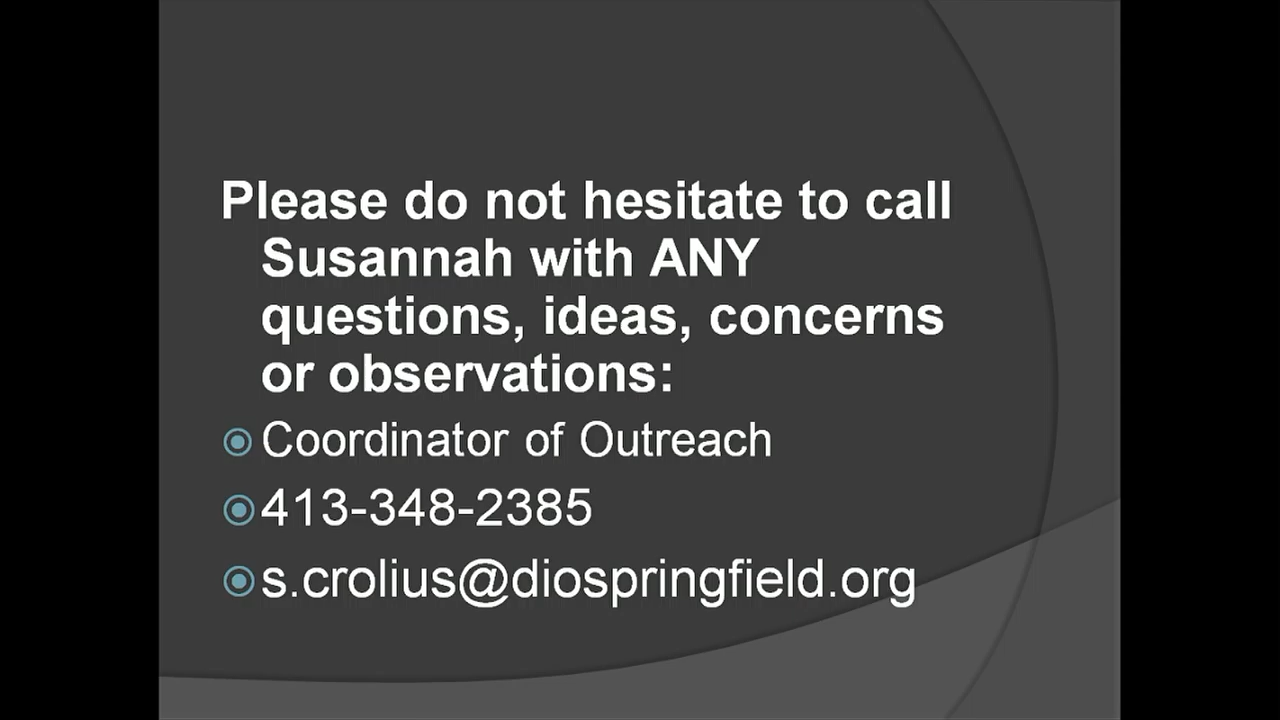 Please do not hesitate to call
Susannah with ANY
questions, ideas, concerns
or observations:
Coordinator of Outreach
413-348-2385
s.crolius@diospringfield.org